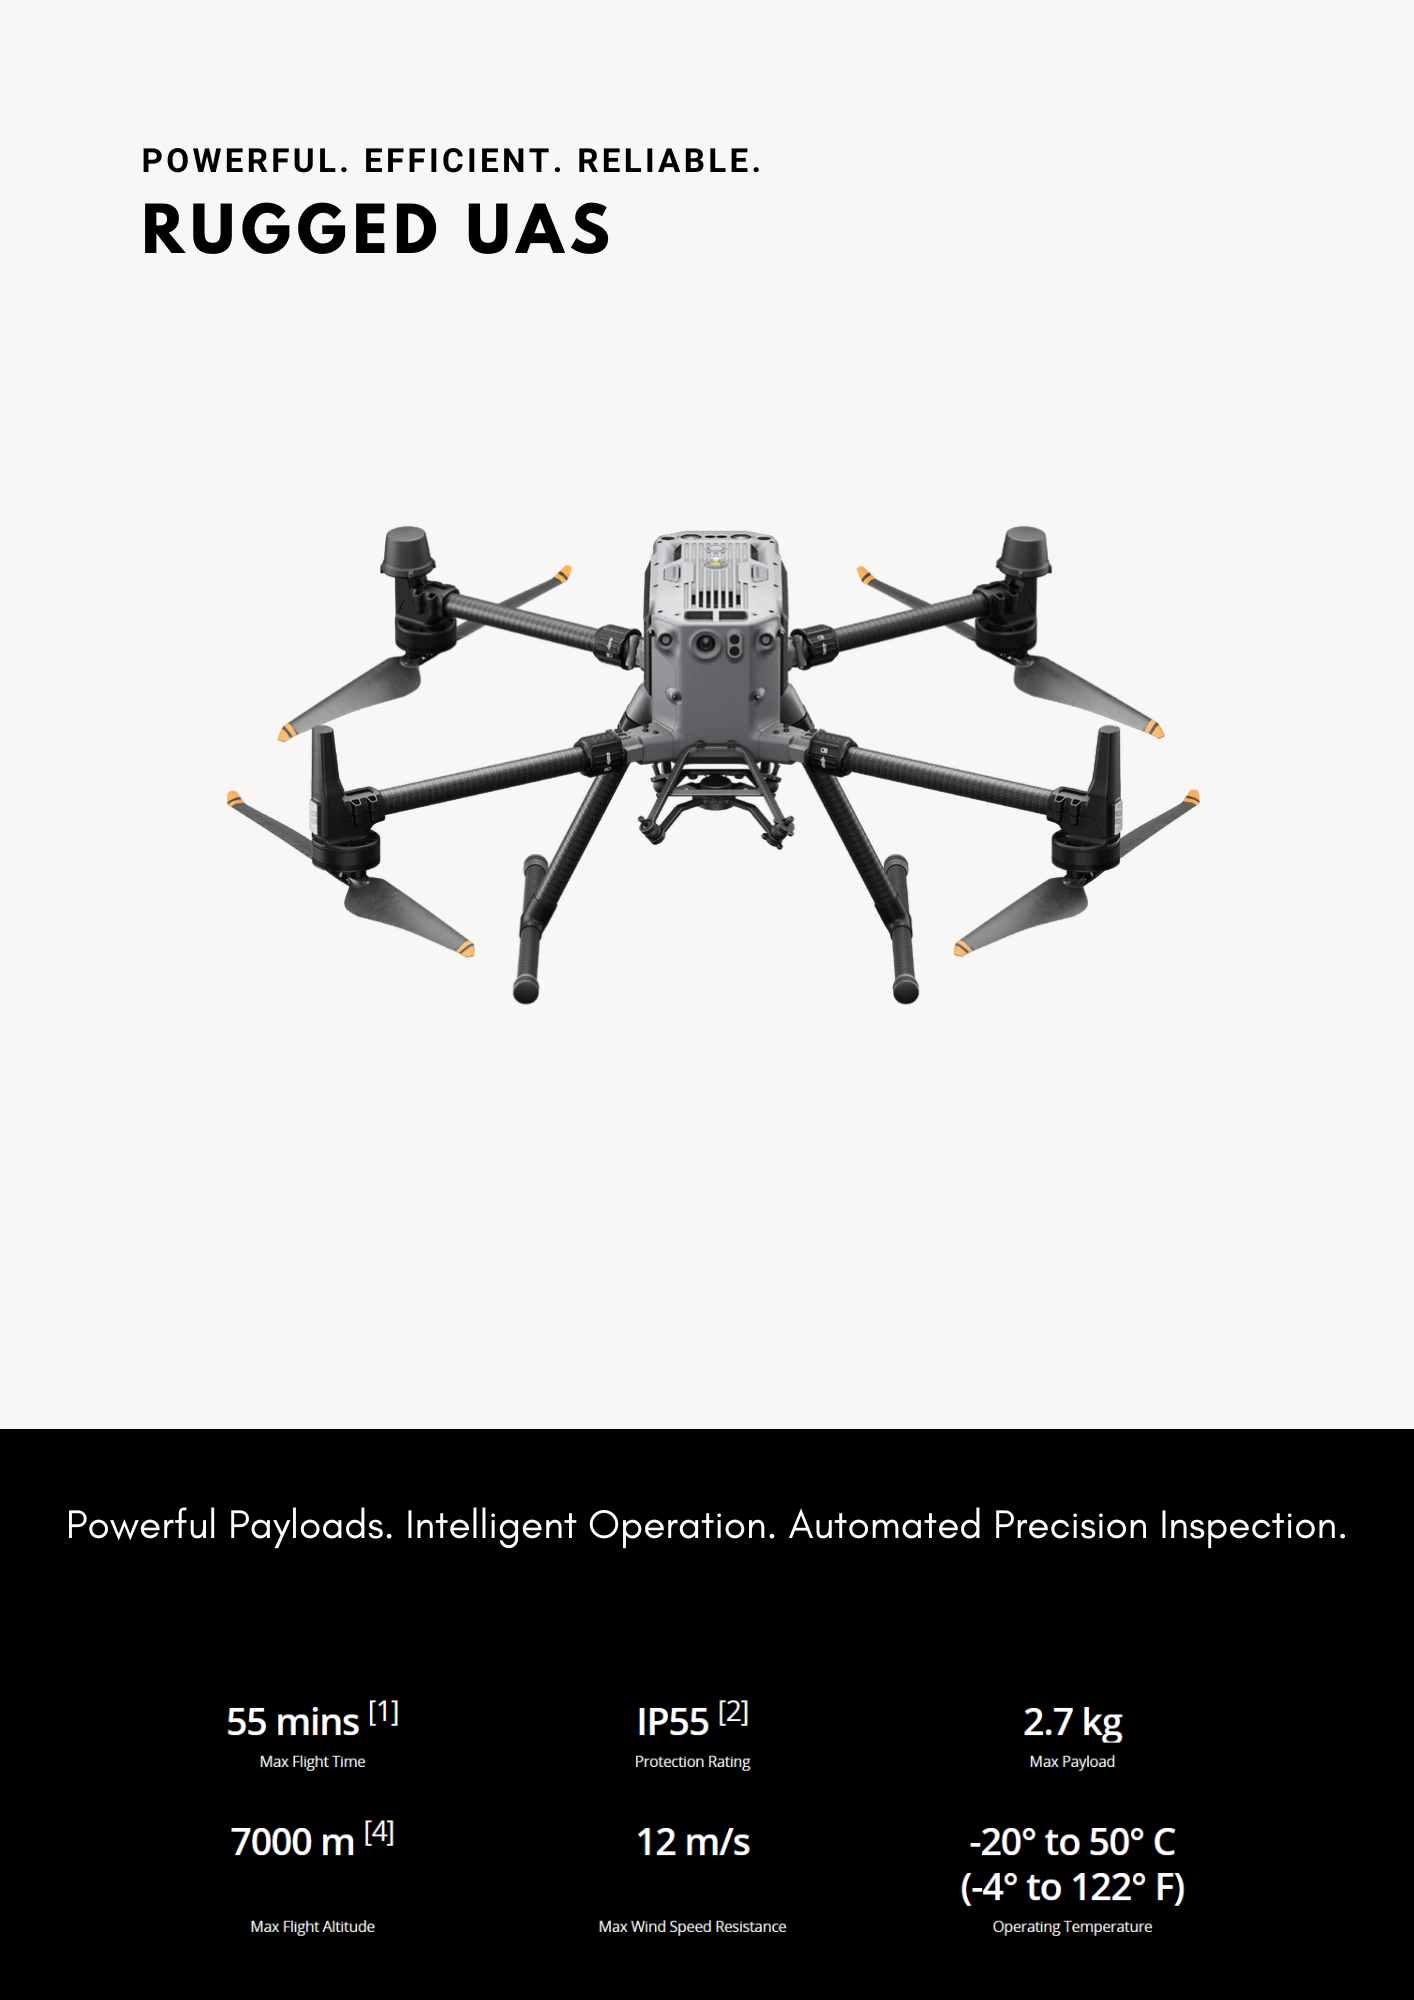 POWERFUL. EFFICIENT. RELIABLE.
RUGGED UAS
Powerful Payloads. Intelligent Operation. Automated Precision Inspection.
55 mins [1]
Max Flight Time
IP55 [2]
Protection Rating
2.7 kg
Max Payload
7000 m [4]
Max Flight Altitude
12 m/s
Max Wind Speed Resistance
-20° to 50° C
(-4° to 122° F)
Operating Temperature